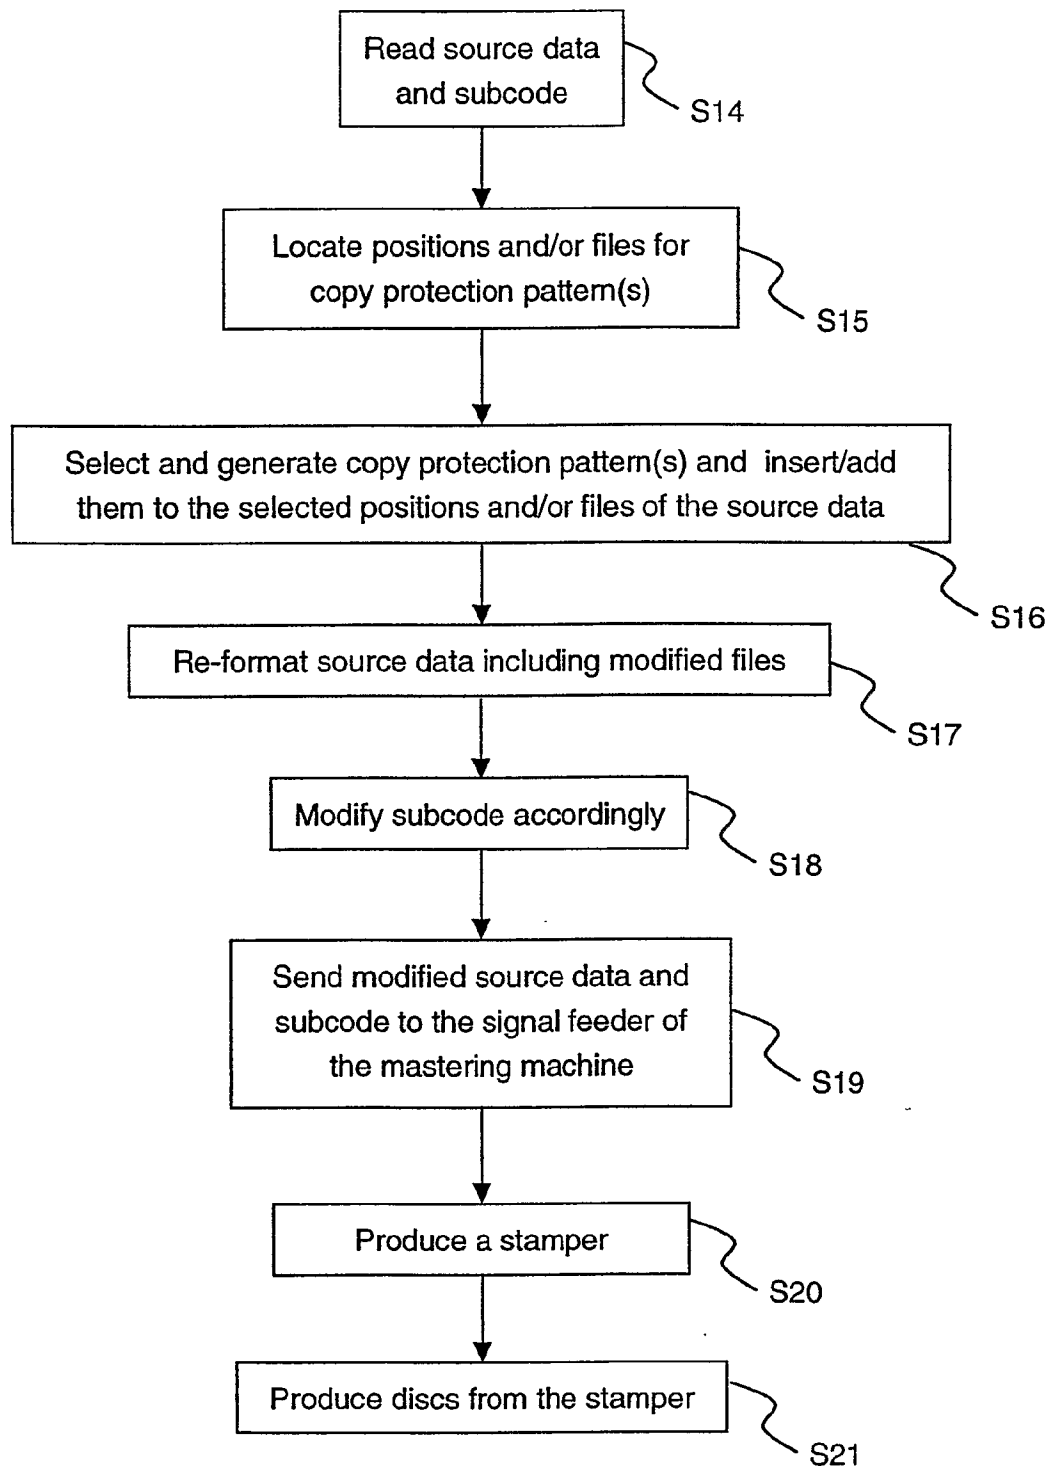 Read source data
and subcode
S14
Locate positions and/or files for
copy protection pattern(s)
S15
Select and generate copy protection pattern(s) and insert/add
them to the selected positions and/or files of the source data
S16
Re-format source data including modified files
S17
Modify subcode accordingly
S18
Send modified source data and
subcode to the signal feeder of
the mastering machine
S19
Produce a stamper
S20
Produce discs from the stamper
S21